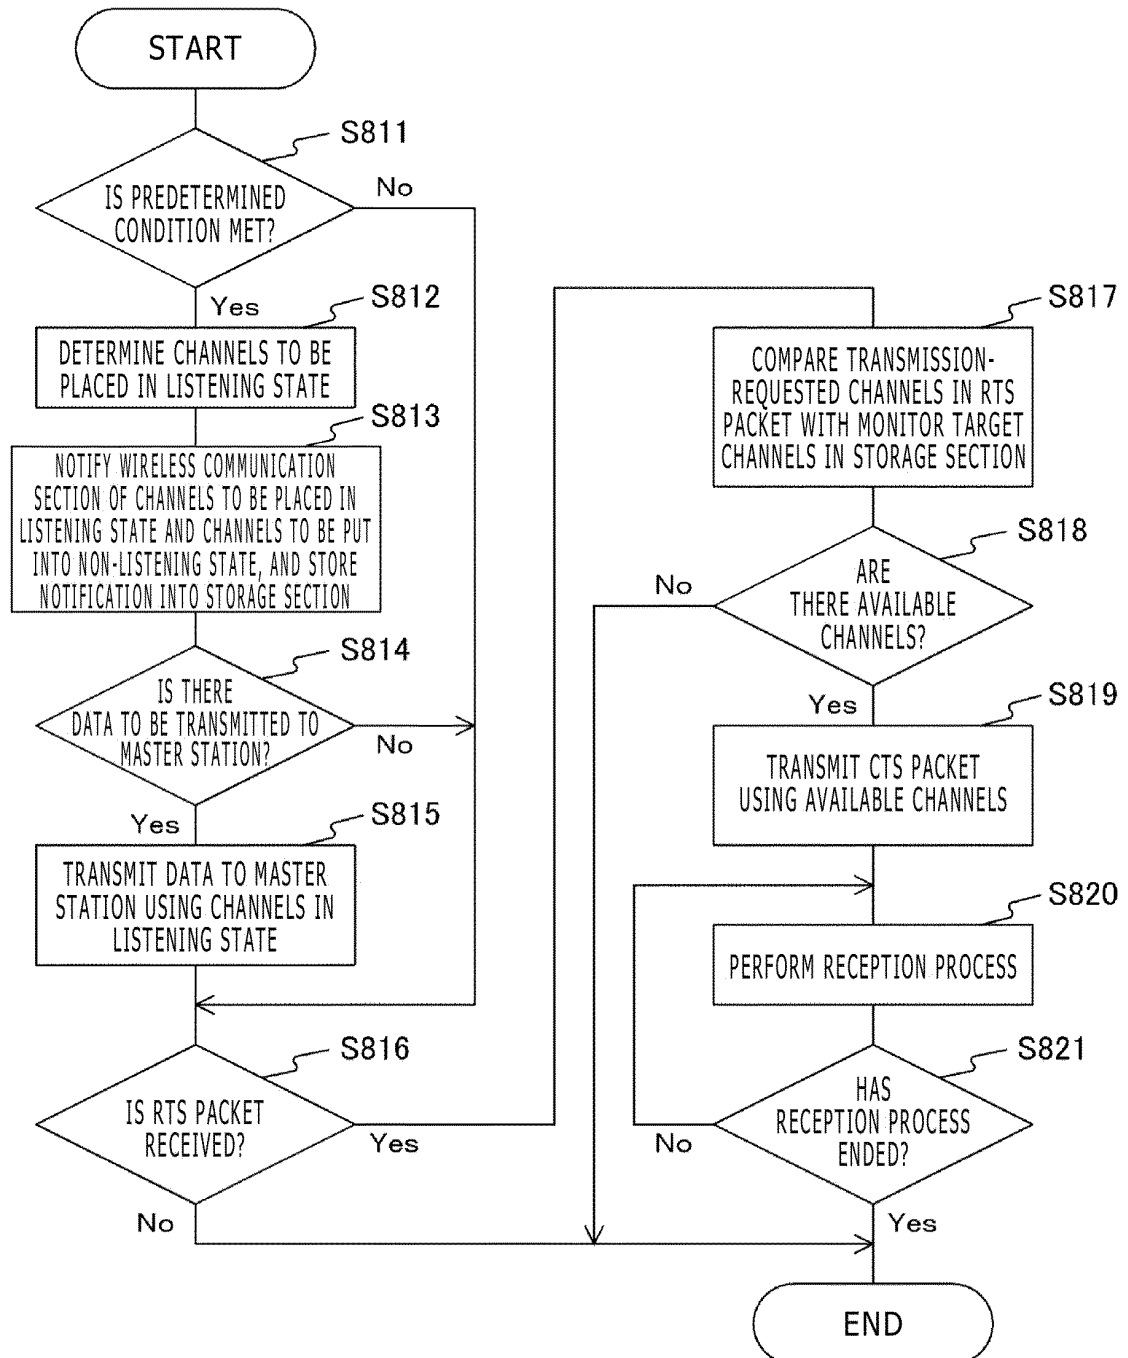 START
S811
IS PREDETERMINED
CONDITION MET?
No
Yes
S812
DETERMINE CHANNELS TO BE
PLACED IN LISTENING STATE
S813
NOTIFY WIRELESS COMMUNICATION
SECTION OF CHANNELS TO BE PLACED IN
LISTENING STATE AND CHANNELS TO BE PUT
INTO NON-LISTENING STATE, AND STORE
NOTIFICATION INTO STORAGE SECTION
S814
IS THERE
DATA TO BE TRANSMITTED TO
MASTER STATION?
No
Yes
S815
TRANSMIT DATA TO MASTER
STATION USING CHANNELS IN
LISTENING STATE
S816
IS RTS PACKET
RECEIVED?
Yes
No
S817
COMPARE TRANSMISSION-
REQUESTED CHANNELS IN RTS
PACKET WITH MONITOR TARGET
CHANNELS IN STORAGE SECTION
S818
ARE
THERE AVAILABLE
CHANNELS?
No
Yes
S819
TRANSMIT CTS PACKET
USING AVAILABLE CHANNELS
S820
PERFORM RECEPTION PROCESS
S821
HAS
RECEPTION PROCESS
ENDED?
No
Yes
END